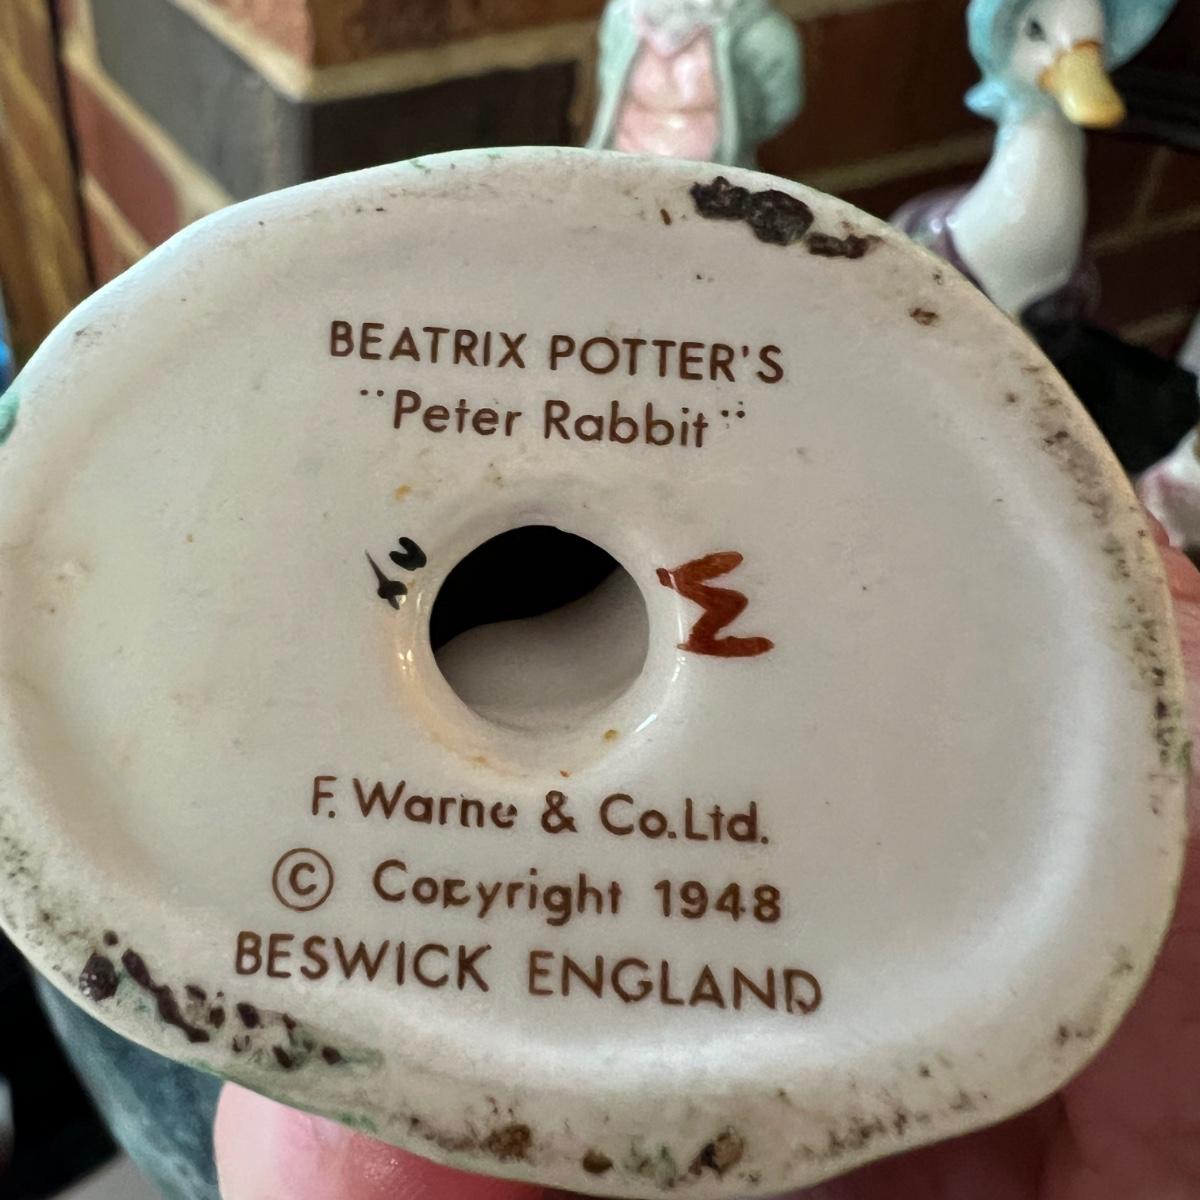 BEATRIX POTTER'S
"Peter Rabbit"
F. Warne & Co.Ltd.
© Copyright 1948
BESWICK ENGLAND